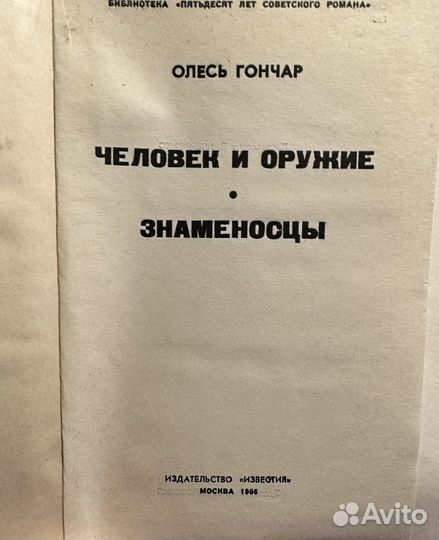 БИБЛИОТЕКА «ПЯТЬДЕСЯТ ЛЕТ СОВЕТСКОГО РОМАНА»
ОЛЕСЬ ГОНЧАР
ЧЕЛОВЕК И ОРУЖИЕ
•
ЗНАМЕНОСЦЫ
ИЗДАТЕЛЬСТВО «ИЗВЕСТИЯ»
МОСКВА 1966
Avito